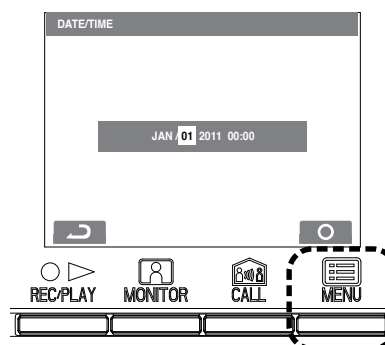 DATE/TIME
JAN / 01 2011 00:00
REC/PLAY MONITOR CALL MENU